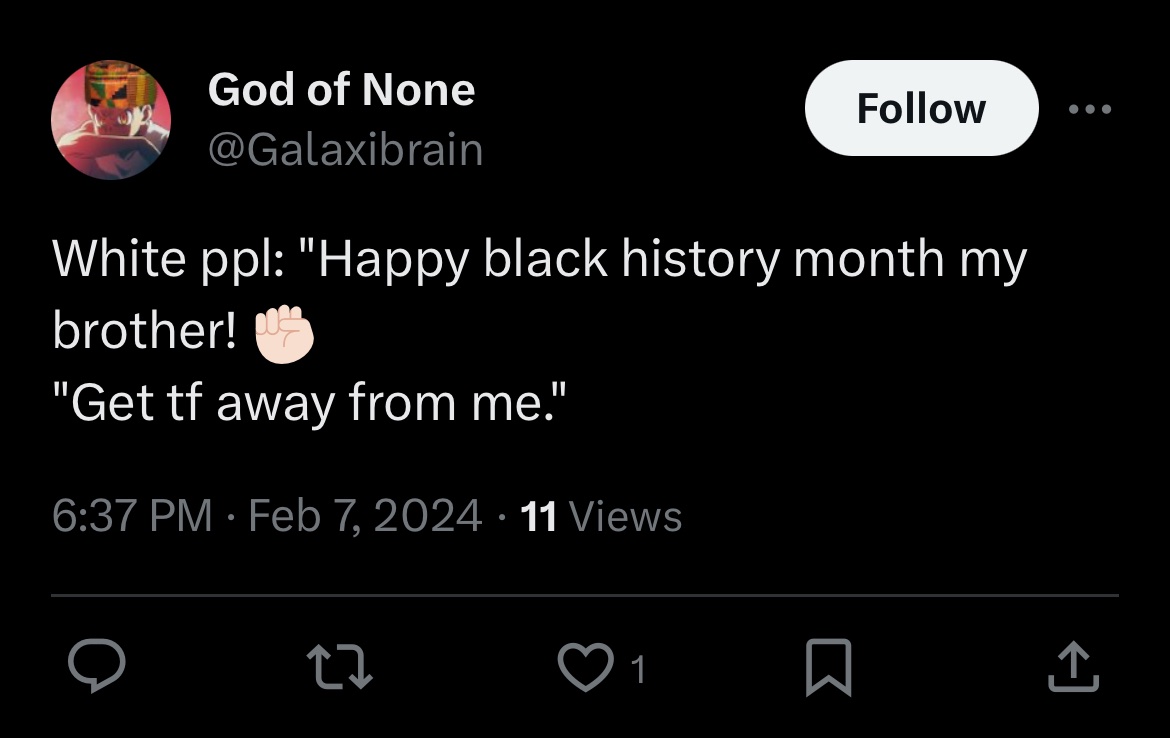 God of None
@Galaxibrain
Follow
White ppl: "Happy black history month my
brother! ✊🏻
"Get tf away from me."
6:37 PM · Feb 7, 2024 · 11 Views
1